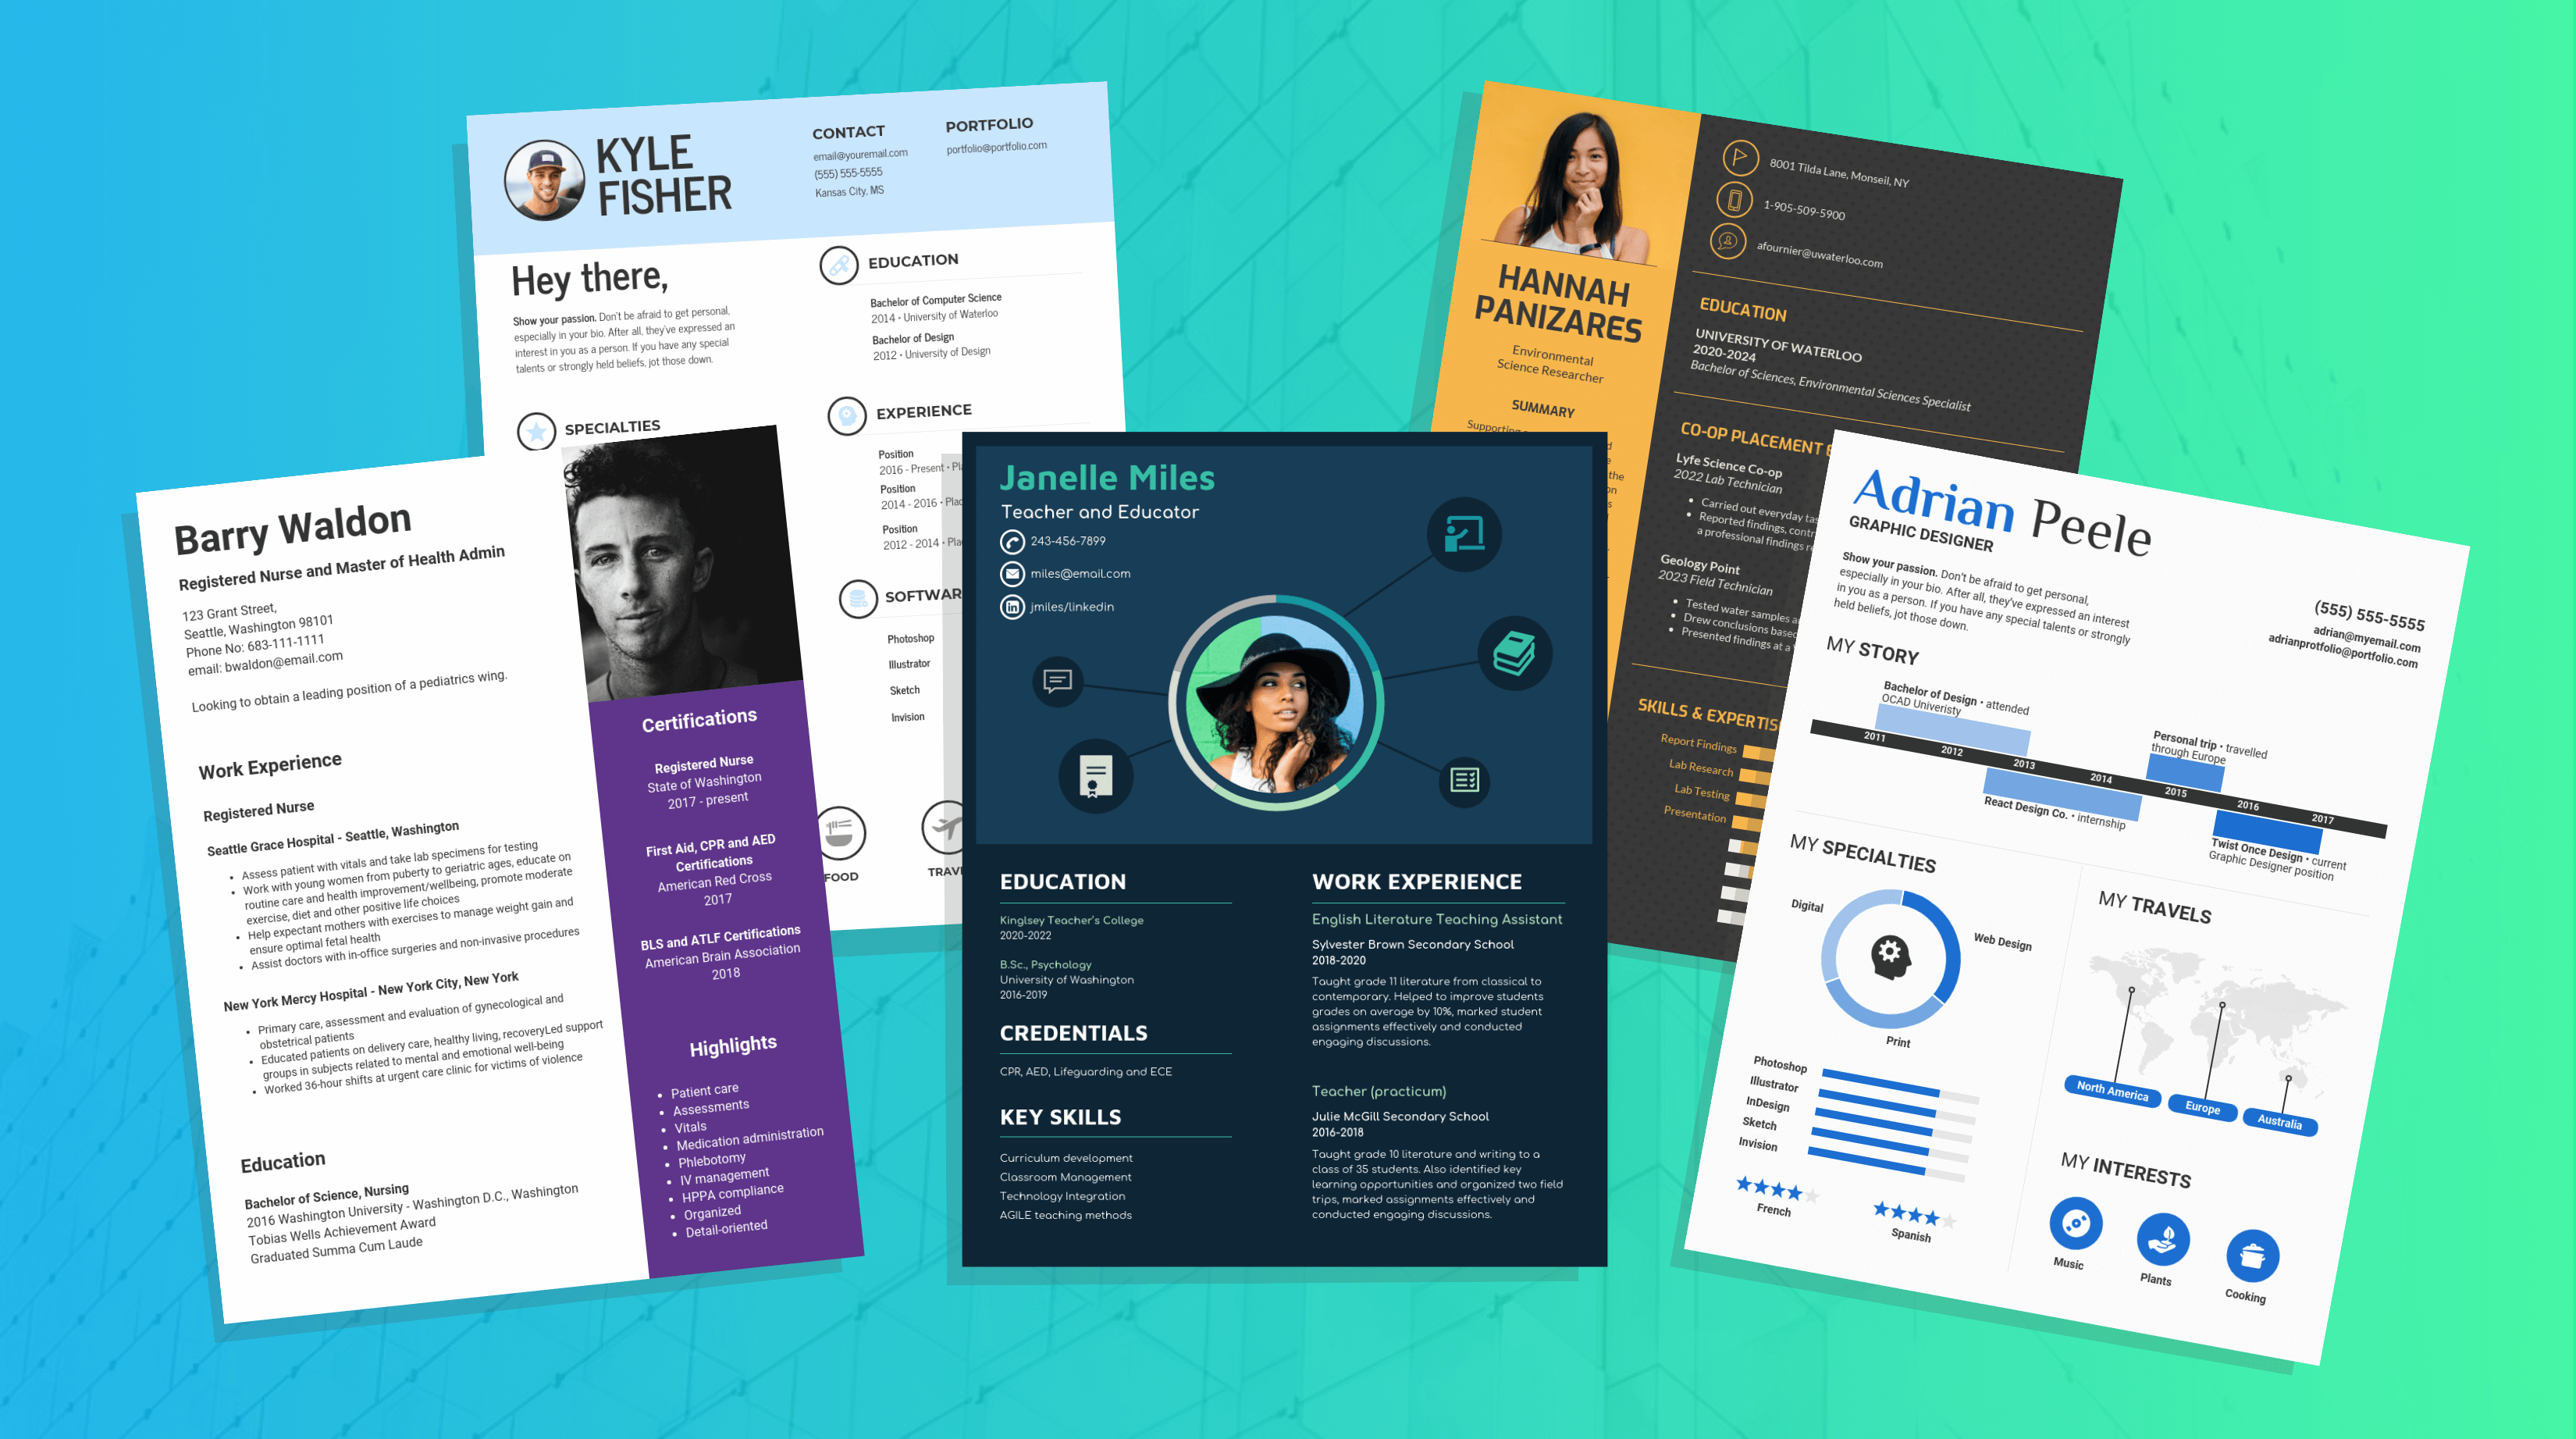 KYLE
FISHER
CONTACT
email@youremail.com
(555) 555-5555
Kansas City, MS
PORTFOLIO
portfolio@portfolio.com
Hey there,
Show your passion. Don't be afraid to get personal,
especially in your bio. After all, they've expressed an
interest in you as a person. If you have any special
talents or strongly held beliefs, jot those down.
SPECIALTIES
EDUCATION
Bachelor of Computer Science
2014 • University of Waterloo
Bachelor of Design
2012 • University of Design
EXPERIENCE
Position
2016 - Present •
Position
2014 - 2016 •
Position
2012 - 2014 •
Photoshop
Illustrator
Sketch
Invision
FOOD
HANNAH
PANIZARES
Environmental
Science Researcher
SUMMARY
Supporting
the
8001 Tilda Lane, Monseil, NY
1-905-509-5900
afournier@uwaterloo.com
EDUCATION
UNIVERSITY OF WATERLOO
2020-2024
Bachelor of Sciences, Environmental Sciences Specialist
CO-OP PLACEMENT
Lyfe Science Co-op
2022 Lab Technician
• Carried out everyday
• Reported findings,
a professional findings
Geology Point
2023 Field Technician
• Tested water samples
• Drew conclusions
• Presented findings at a
SKILLS &
Report Findings
Lab Research
Lab Testing
Presentation
Barry Waldon
Registered Nurse and Master of Health Admin
123 Grant Street,
Seattle, Washington 98101
Phone No: 683-111-1111
email: bwaldon@email.com
Looking to obtain a leading position of a pediatrics wing.
Work Experience
Registered Nurse
Seattle Grace Hospital - Seattle, Washington
• Assess patient with vitals and take lab specimens for testing
• Work with young women from puberty to geriatric ages, educate on
routine care and health improvement/wellbeing, promote moderate
exercise, diet and other positive life choices
• Help expectant mothers with exercises to manage weight gain and
ensure optimal fetal health
• Assist doctors with in-office surgeries and non-invasive procedures
New York Mercy Hospital - New York City, New York
• Primary care, assessment and evaluation of gynecological and
obstetrical patients
• Educated patients on delivery care, healthy living, recoveryLed support
groups in subjects related to mental and emotional well-being
• Worked 36-hour shifts at urgent care clinic for victims of violence
Education
Bachelor of Science, Nursing
2016 Washington University - Washington D.C., Washington
Tobias Wells Achievement Award
Graduated Summa Cum Laude
Certifications
Registered Nurse
State of Washington
2017 - present
First Aid, CPR and AED
Certifications
American Red Cross
2017
BLS and ATLF Certifications
American Brain Association
2018
Highlights
• Patient care
• Assessments
• Vitals
• Medication administration
• Phlebotomy
• IV management
• HPPA compliance
• Organized
• Detail-oriented
Janelle Miles
Teacher and Educator
243-456-7899
miles@email.com
jmiles/linkedin
EDUCATION
Kinglsey Teacher's College
2020-2022
B.Sc., Psychology
University of Washington
2016-2019
CREDENTIALS
CPR, AED, Lifeguarding and ECE
KEY SKILLS
Curriculum development
Classroom Management
Technology Integration
AGILE teaching methods
WORK EXPERIENCE
English Literature Teaching Assistant
Sylvester Brown Secondary School
2018-2020
Taught grade 11 literature from classical to
contemporary. Helped to improve students
grades on average by 10%, marked student
assignments effectively and conducted
engaging discussions.
Teacher (practicum)
Julie McGill Secondary School
2016-2018
Taught grade 10 literature and writing to a
class of 35 students. Also identified key
learning opportunities and organized two field
trips, marked assignments effectively and
conducted engaging discussions.
Adrian Peele
GRAPHIC DESIGNER
Show your passion. Don't be afraid to get personal,
especially in your bio. After all, they've expressed an interest
in you as a person. If you have any special talents or strongly
held beliefs, jot those down.
(555) 555-5555
adrian@myemail.com
adrianprotfolio@portfolio.com
MY STORY
Bachelor of Design • attended
OCAD Univeristy
Personal trip • travelled
through Europe
2011
2012
2013
2014
2015
2016
2017
React Design Co. • internship
Twist Once Design • current
Graphic Designer position
MY SPECIALTIES
Digital
Web Design
Print
Photoshop
Illustrator
InDesign
Sketch
Invision
French
Spanish
MY TRAVELS
North America
Europe
Australia
MY INTERESTS
Music
Plants
Cooking